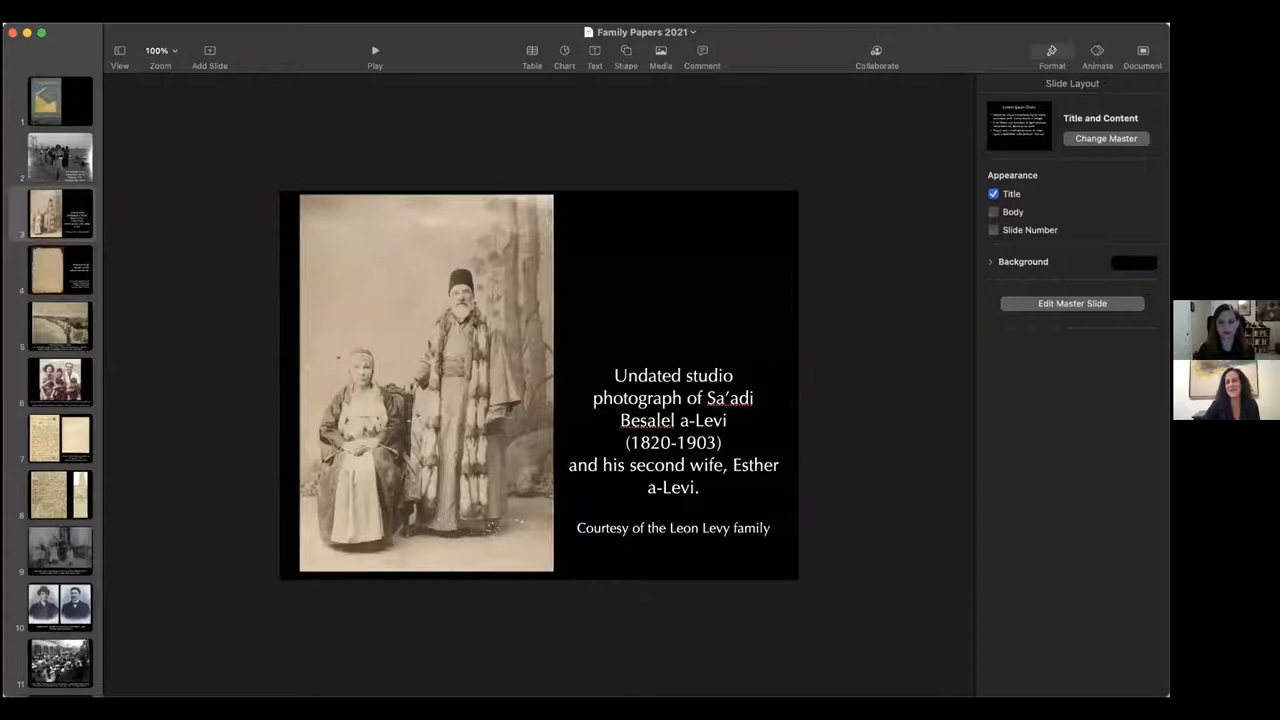 Family Papers 2021
100%
View
Zoom
Add Slide
Play
Table
Chart
Text
Shape
Media
Comment
Collaborate
Format
Animate
Document
Slide Layout
Title and Content
Change Master
Appearance
Title
Body
Slide Number
Background
Edit Master Slide
1
2
3
4
5
6
7
8
9
10
11
Undated studio
photograph of Sa'adi
Besalel a-Levi
(1820-1903)
and his second wife, Esther
a-Levi.
Courtesy of the Leon Levy family